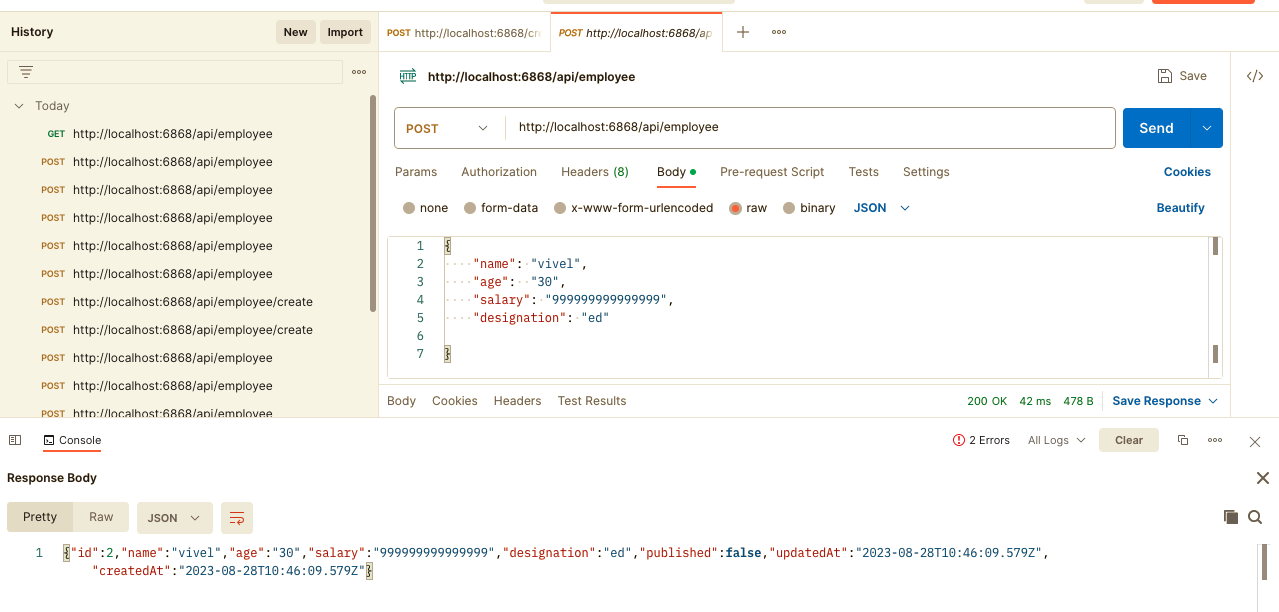 History
New
Import
POST http://localhost:6868/cr
POST http://localhost:6868/ap
http://localhost:6868/api/employee
Save
Today
GET http://localhost:6868/api/employee
POST http://localhost:6868/api/employee
POST http://localhost:6868/api/employee
POST http://localhost:6868/api/employee
POST http://localhost:6868/api/employee
POST http://localhost:6868/api/employee
POST http://localhost:6868/api/employee/create
POST http://localhost:6868/api/employee/create
POST http://localhost:6868/api/employee
POST http://localhost:6868/api/employee
POST http://localhost:6868/api/employee
POST http://localhost:6868/api/employee Send
Params Authorization Headers (8) Body Pre-request Script Tests Settings Cookies
none form-data x-www-form-urlencoded raw binary JSON Beautify
1 {
2 "name": "vivel",
3 "age": "30",
4 "salary": "999999999999999",
5 "designation": "ed"
6
7 }
Body Cookies Headers Test Results 200 OK 42 ms 478 B Save Response
Console 2 Errors All Logs Clear
Response Body
Pretty Raw JSON
1 {"id":2,"name":"vivel","age":"30","salary":"999999999999999","designation":"ed","published":false,"updatedAt":"2023-08-28T10:46:09.579Z",
"createdAt":"2023-08-28T10:46:09.579Z"}